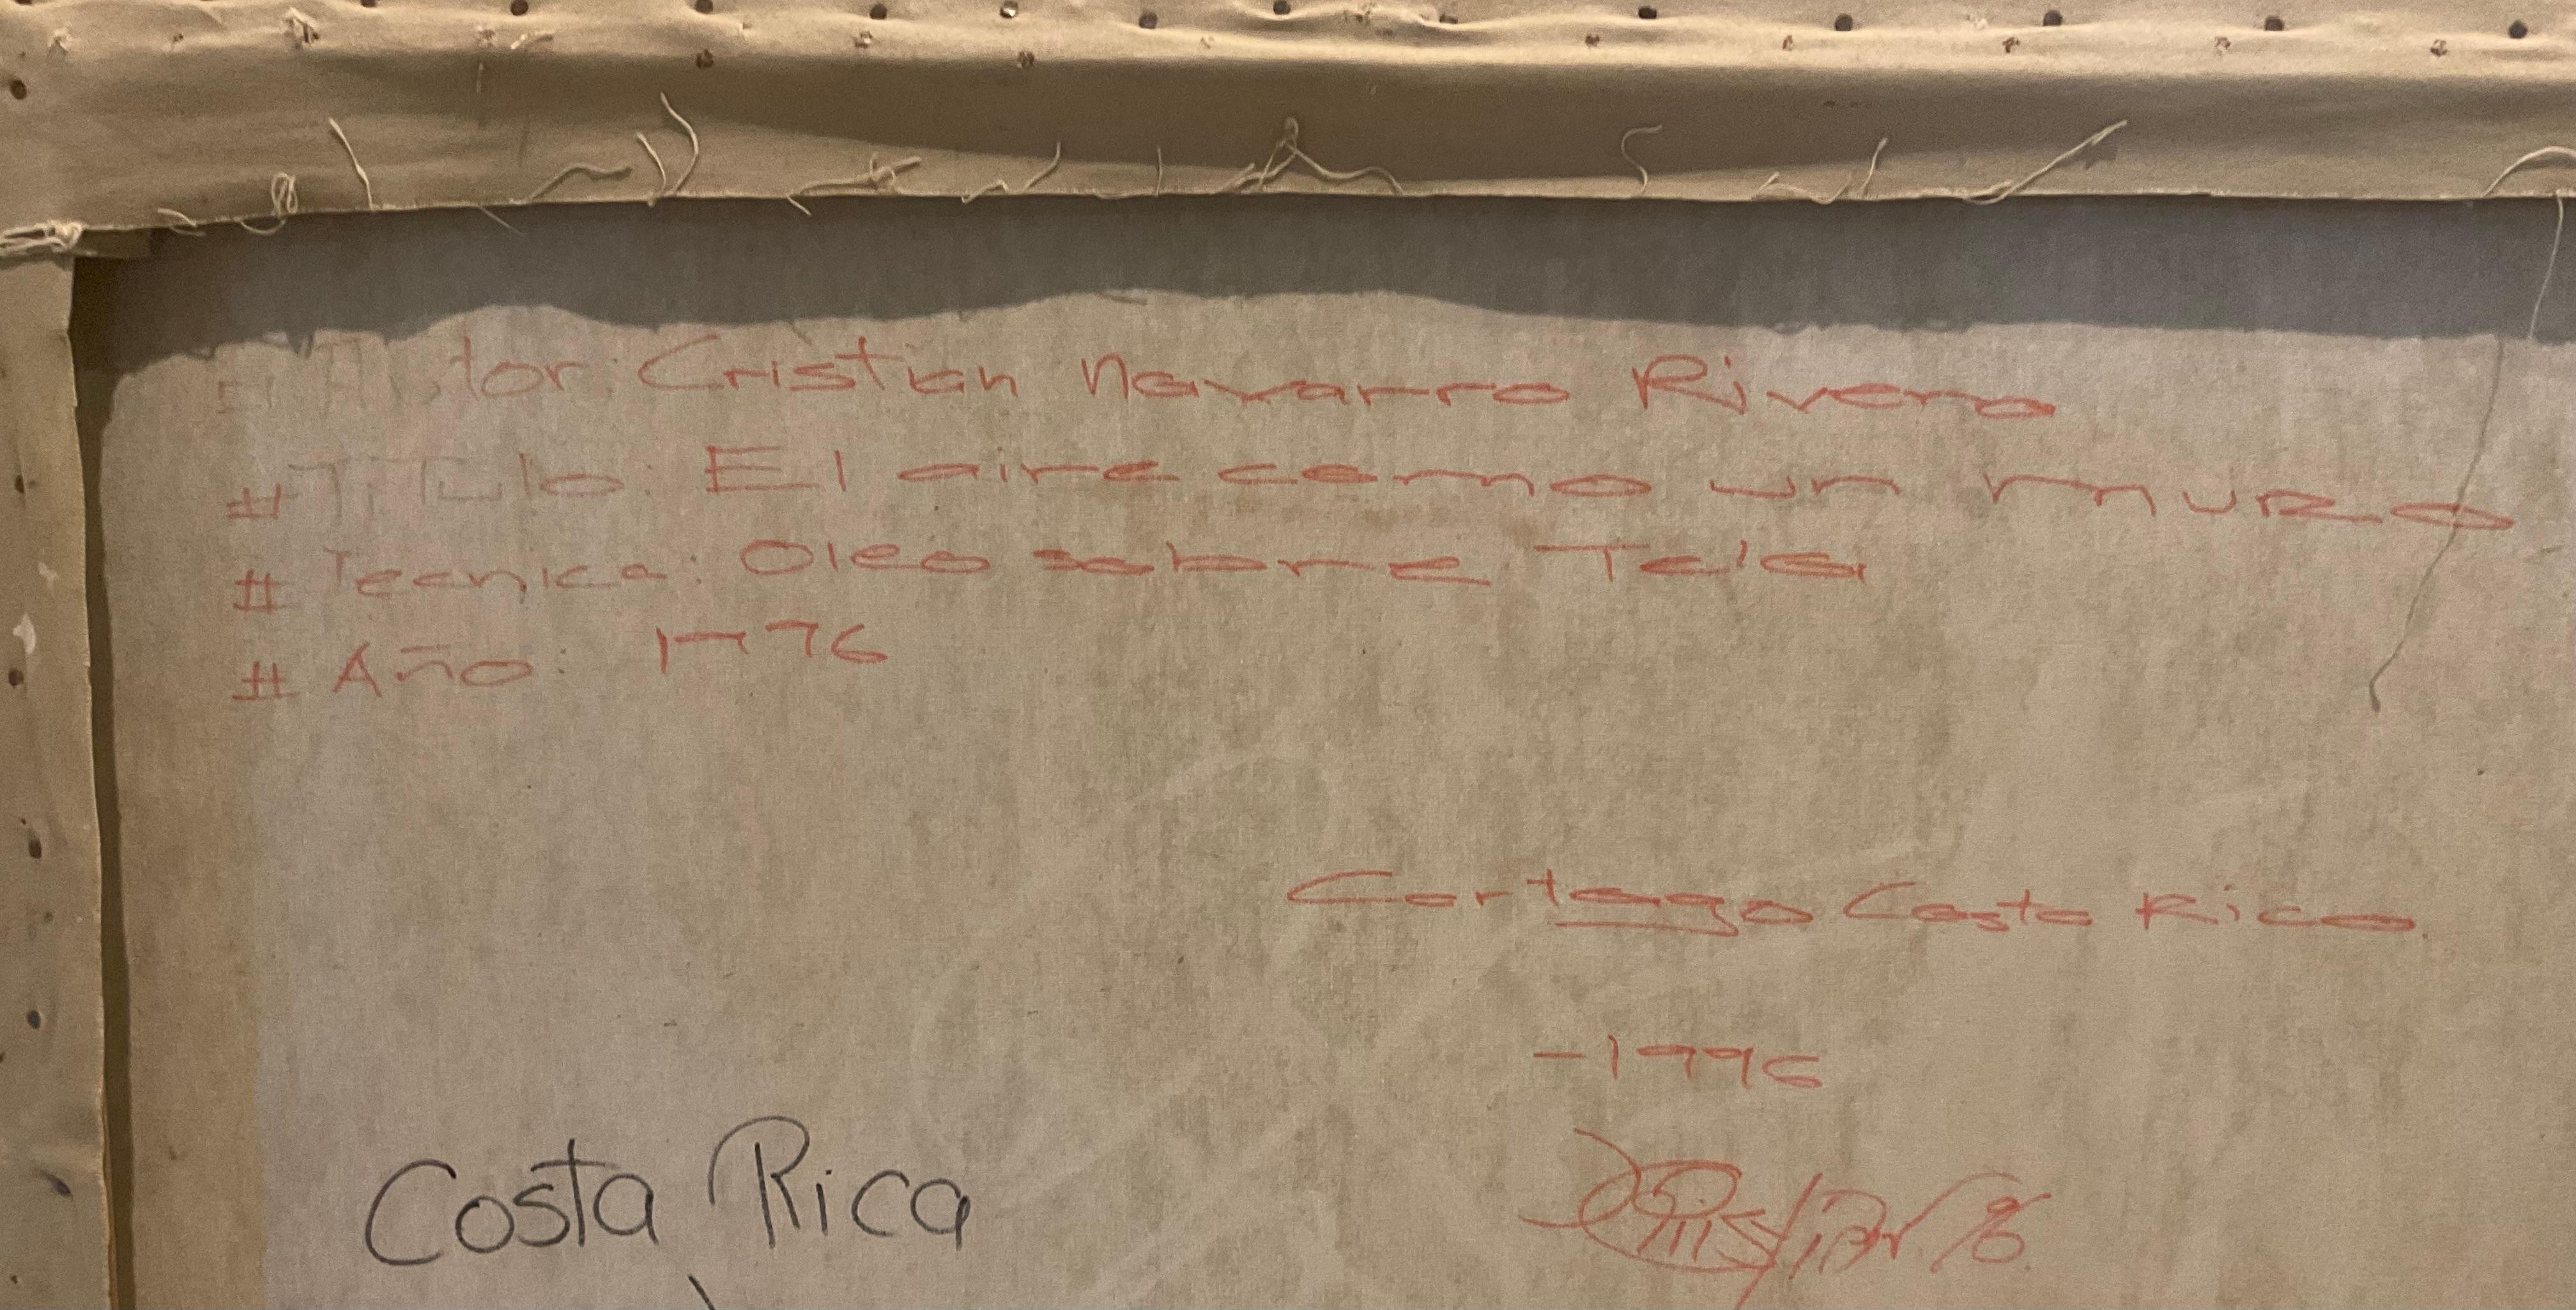 # Autor: Cristian Navarro Rivera
# Titulo: El aire como un muro
# Tecnica: Oleo sobre Tela
# Año: 1996
Cartago Costa Rica
-1996
Costa Rica